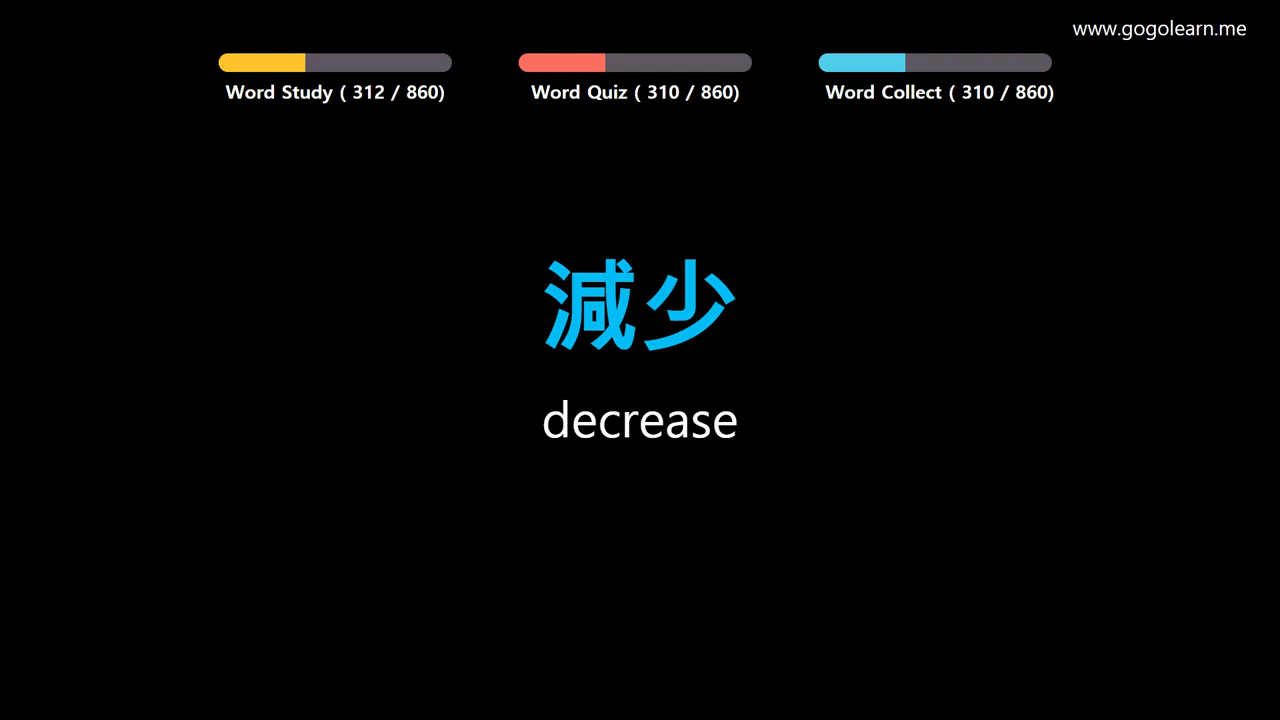 www.gogolearn.me
Word Study ( 312 / 860)
Word Quiz ( 310 / 860)
Word Collect ( 310 / 860)
減少
decrease